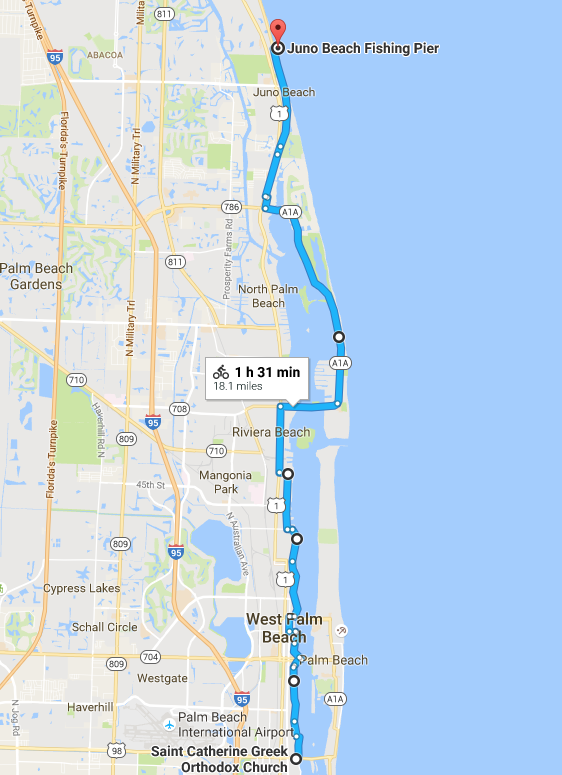 811
Milita
Turnpike
95
ABACOA
Juno Beach Fishing Pier
Juno Beach
1
Florida's Turnpike
N Military Trl
786
A1A
Prosperity Farms Rd
811
Palm Beach
Gardens
North Palm
Beach
N Military Trl
A1A
1 h 31 min
18.1 miles
710
708
Haverhill Rd N
809
95
Riviera Beach
710
Florida's Turnpike
Mangonia
Park
45th St
1
N Australian Ave
809
95
1
Cypress Lakes
West Palm
Beach
Schall Circle
704
809
Palm Beach
Westgate
95
A1A
Haverhill
N Jog Rd
Palm Beach
International Airport
98
Saint Catherine Greek
Orthodox Church